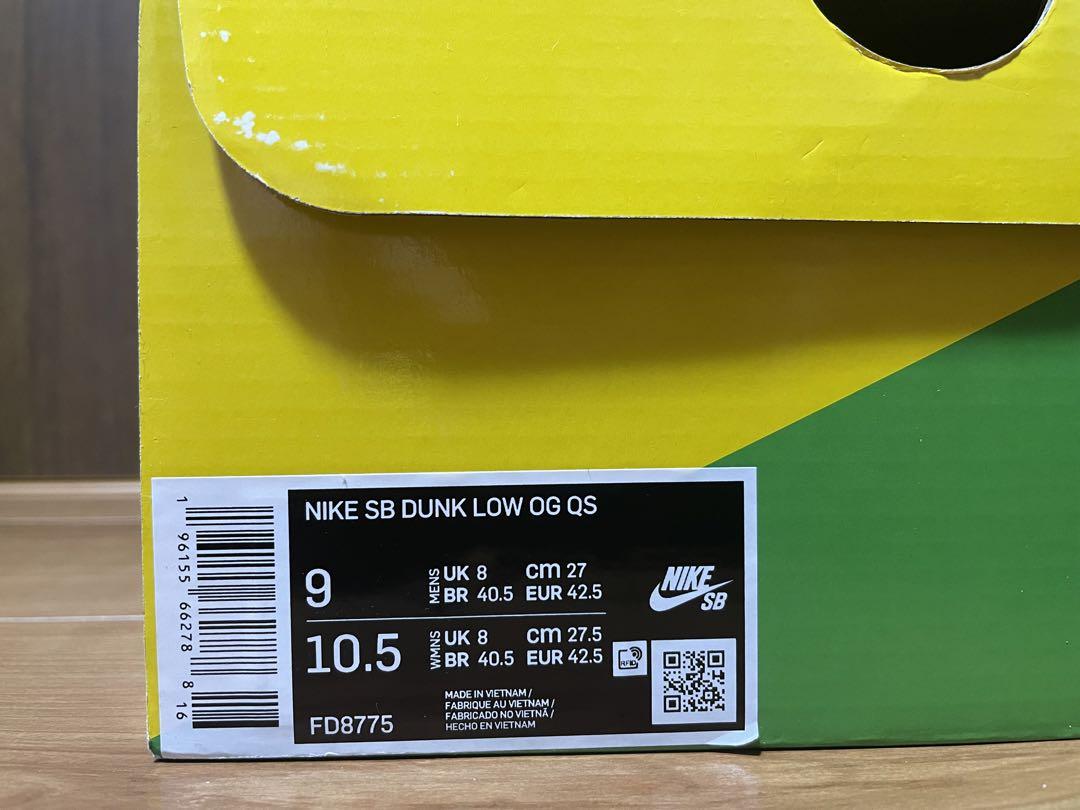 NIKE SB DUNK LOW OG QS
9 MENS UK 8 cm 27
BR 40.5 EUR 42.5
10.5 WMNS UK 8 cm 27.5
BR 40.5 EUR 42.5
NIKE
SB
RFID
MADE IN VIETNAM /
FABRIQUE AU VIETNAM /
FABRICADO NO VIETNÃ /
HECHO EN VIETNAM
FD8775
1 96155 66278 8 16